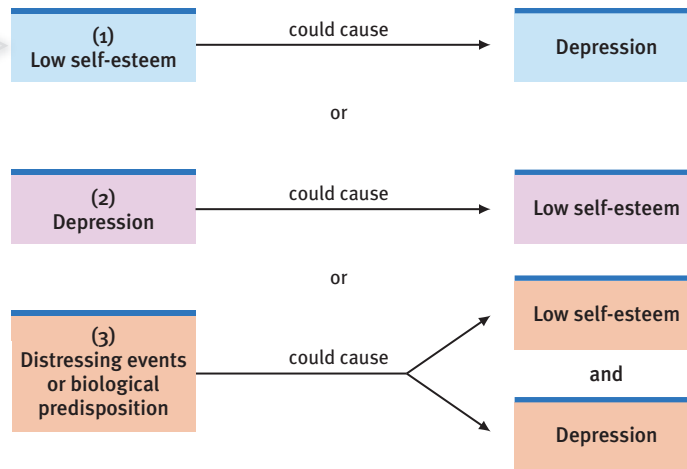 (1)
Low self-esteem
could cause
Depression
or
(2)
Depression
could cause
Low self-esteem
or
(3)
Distressing events
or biological
predisposition
could cause
Low self-esteem
and
Depression